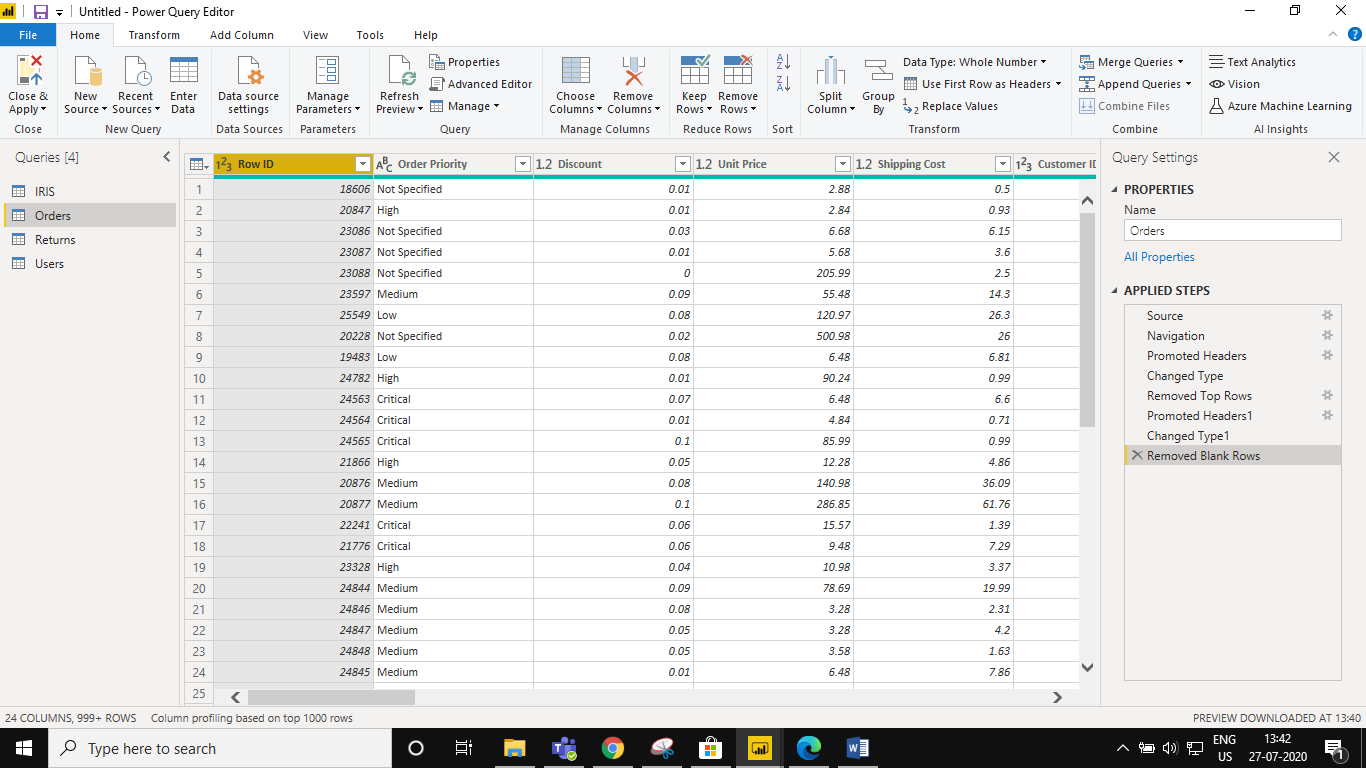 Untitled - Power Query Editor
File Home Transform Add Column View Tools Help
Close & Apply
New Source
Recent Sources
Enter Data
Data source settings
Manage Parameters
Refresh Preview
Properties
Advanced Editor
Manage
Choose Columns
Remove Columns
Keep Rows
Remove Rows
Split Column
Group By
Data Type: Whole Number
Use First Row as Headers
Replace Values
Merge Queries
Append Queries
Combine Files
Text Analytics
Vision
Azure Machine Learning
Close New Query Data Sources Parameters Query Manage Columns Reduce Rows Sort Transform Combine AI Insights
Queries [4]
IRIS
Orders
Returns
Users
1 2 3 Row ID A B C Order Priority 1.2 Discount 1.2 Unit Price 1.2 Shipping Cost 1 2 3 Customer ID
1 18606 Not Specified 0.01 2.88 0.5
2 20847 High 0.01 2.84 0.93
3 23086 Not Specified 0.03 6.68 6.15
4 23087 Not Specified 0.01 5.68 3.6
5 23088 Not Specified 0 205.99 2.5
6 23597 Medium 0.09 55.48 14.3
7 25549 Low 0.08 120.97 26.3
8 20228 Not Specified 0.02 500.98 26
9 19483 Low 0.08 6.48 6.81
10 24782 High 0.01 90.24 0.99
11 24563 Critical 0.07 6.48 6.6
12 24564 Critical 0.01 4.84 0.71
13 24565 Critical 0.1 85.99 0.99
14 21866 High 0.05 12.28 4.86
15 20876 Medium 0.08 140.98 36.09
16 20877 Medium 0.1 286.85 61.76
17 22241 Critical 0.06 15.57 1.39
18 21776 Critical 0.06 9.48 7.29
19 23328 High 0.04 10.98 3.37
20 24844 Medium 0.09 78.69 19.99
21 24846 Medium 0.08 3.28 2.31
22 24847 Medium 0.05 3.28 4.2
23 24848 Medium 0.05 3.58 1.63
24 24845 Medium 0.01 6.48 7.86
25
Query Settings
PROPERTIES
Name
Orders
All Properties
APPLIED STEPS
Source
Navigation
Promoted Headers
Changed Type
Removed Top Rows
Promoted Headers1
Changed Type1
Removed Blank Rows
24 COLUMNS, 999+ ROWS Column profiling based on top 1000 rows PREVIEW DOWNLOADED AT 13:40
Type here to search
ENG
US
13:42
27-07-2020
1